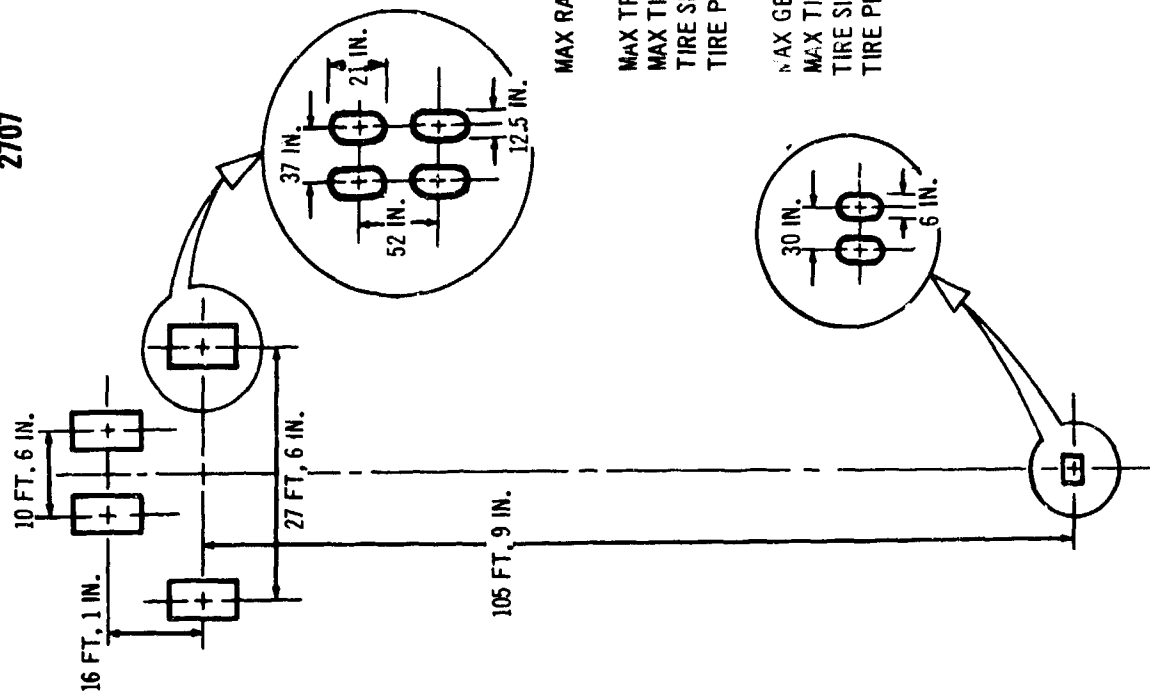 2707
10 FT, 6 IN.
16 FT, 1 IN.
27 FT, 6 IN.
105 FT, 9 IN.
37 IN.
21 IN.
52 IN.
12.5 IN.
30 IN.
6 IN.
MAX RA
MAX TR
MAX TI
TIRE S
TIRE P
MAX GE
MAX TI
TIRE SI
TIRE PR